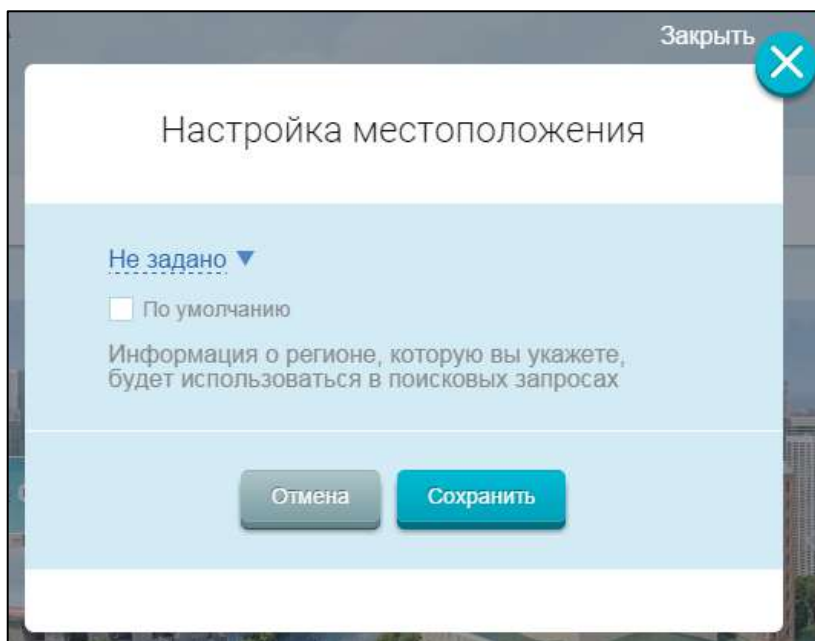 Закрыть
Настройка местоположения
Не задано
По умолчанию
Информация о регионе, которую вы укажете,
будет использоваться в поисковых запросах
Отмена
Сохранить